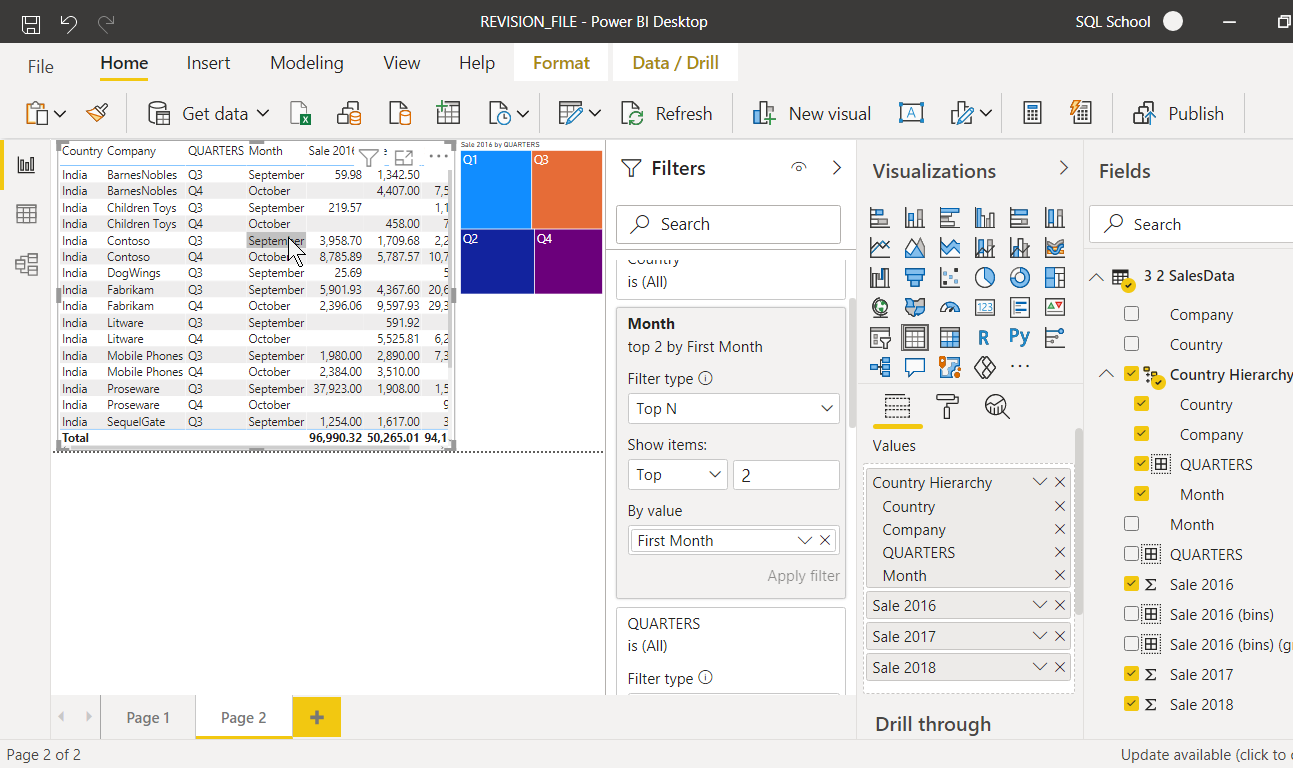 REVISION_FILE - Power BI Desktop
SQL School
File
Home
Insert
Modeling
View
Help
Format
Data / Drill
Get data
Refresh
New visual
Publish
Country Company QUARTERS Month Sale 2016
India BarnesNobles Q3 September 59.98 1,342.50
India BarnesNobles Q4 October 4,407.00 7,5
India Children Toys Q3 September 219.57 1,1
India Children Toys Q4 October 458.00 7
India Contoso Q3 September 3,958.70 1,709.68 2,2
India Contoso Q4 October 8,785.89 5,787.57 10,7
India DogWings Q3 September 25.69 5
India Fabrikam Q3 September 5,901.93 4,367.60 20,6
India Fabrikam Q4 October 2,396.06 9,597.93 29,3
India Litware Q3 September 591.92
India Litware Q4 October 5,525.81 6,2
India Mobile Phones Q3 September 1,980.00 2,890.00 7,3
India Mobile Phones Q4 October 2,384.00 3,510.00
India Proseware Q3 September 37,923.00 1,908.00 1,5
India Proseware Q4 October 9
India SequelGate Q3 September 1,254.00 1,617.00 3
Total 96,990.32 50,265.01 94,1
Sale 2016 by QUARTERS
Q1
Q3
Q2
Q4
Filters
Search
Country
is (All)
Month
top 2 by First Month
Filter type
Top N
Show items:
Top
2
By value
First Month
Apply filter
QUARTERS
is (All)
Filter type
Visualizations
123
R
Py
Values
Country Hierarchy
Country
Company
QUARTERS
Month
Sale 2016
Sale 2017
Sale 2018
Drill through
Fields
Search
3 2 SalesData
Company
Country
Country Hierarchy
Country
Company
QUARTERS
Month
Month
QUARTERS
Sale 2016
Sale 2016 (bins)
Sale 2016 (bins) (g
Sale 2017
Sale 2018
Page 1
Page 2
Page 2 of 2
Update available (click to